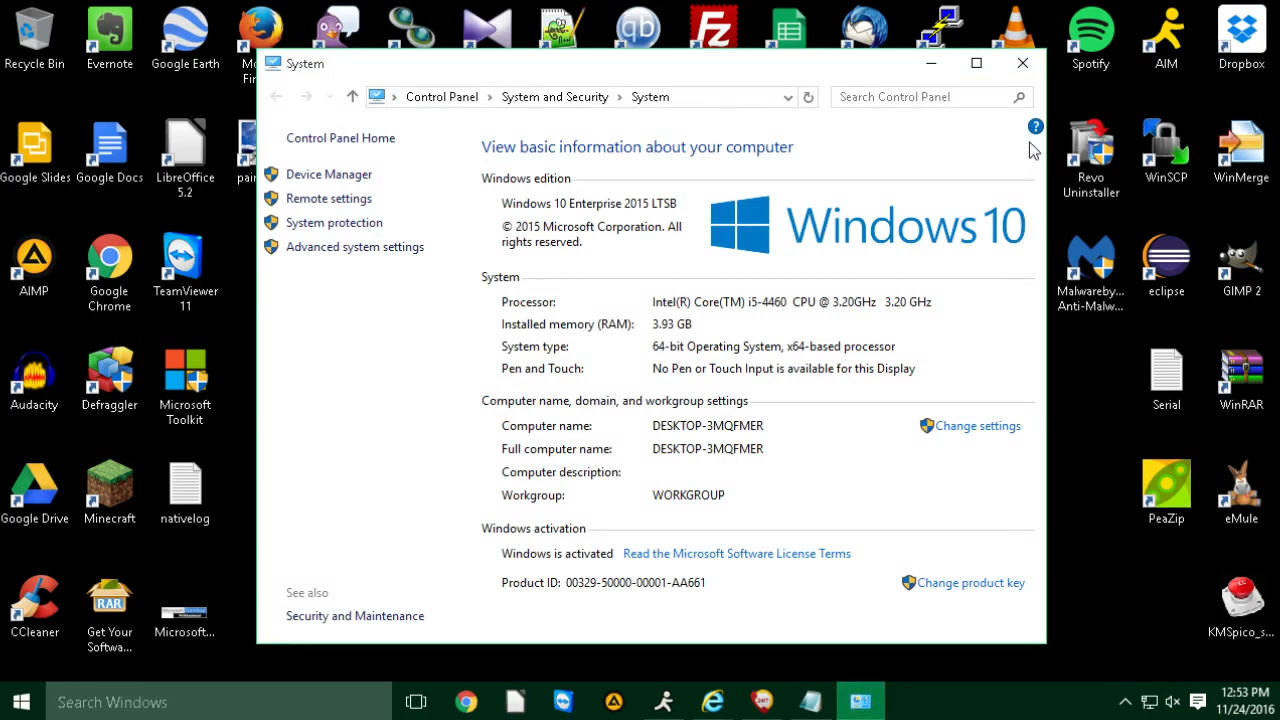 Recycle Bin
Evernote
Google Earth
Spotify
AIM
Dropbox
System
Control Panel
System and Security
System
Search Control Panel
Control Panel Home
Device Manager
Remote settings
System protection
Advanced system settings
See also
Security and Maintenance
View basic information about your computer
Windows edition
Windows 10 Enterprise 2015 LTSB
© 2015 Microsoft Corporation. All
rights reserved.
Windows 10
System
Processor: Intel(R) Core(TM) i5-4460 CPU @ 3.20GHz 3.20 GHz
Installed memory (RAM): 3.93 GB
System type: 64-bit Operating System, x64-based processor
Pen and Touch: No Pen or Touch Input is available for this Display
Computer name, domain, and workgroup settings
Computer name: DESKTOP-3MQFMER
Change settings
Full computer name: DESKTOP-3MQFMER
Computer description:
Workgroup: WORKGROUP
Windows activation
Windows is activated Read the Microsoft Software License Terms
Product ID: 00329-50000-00001-AA661
Change product key
Google Slides
Google Docs
LibreOffice
5.2
Revo
Uninstaller
WinSCP
WinMerge
AIMP
Google
Chrome
TeamViewer
11
Malwareby...
Anti-Malw...
eclipse
GIMP 2
Audacity
Defraggler
Microsoft
Toolkit
Serial
WinRAR
Google Drive
Minecraft
nativelog
PeaZip
eMule
CCleaner
RAR
Get Your
Softwa...
Microsoft...
KMSpico_s...
Search Windows
12:53 PM
11/24/2016